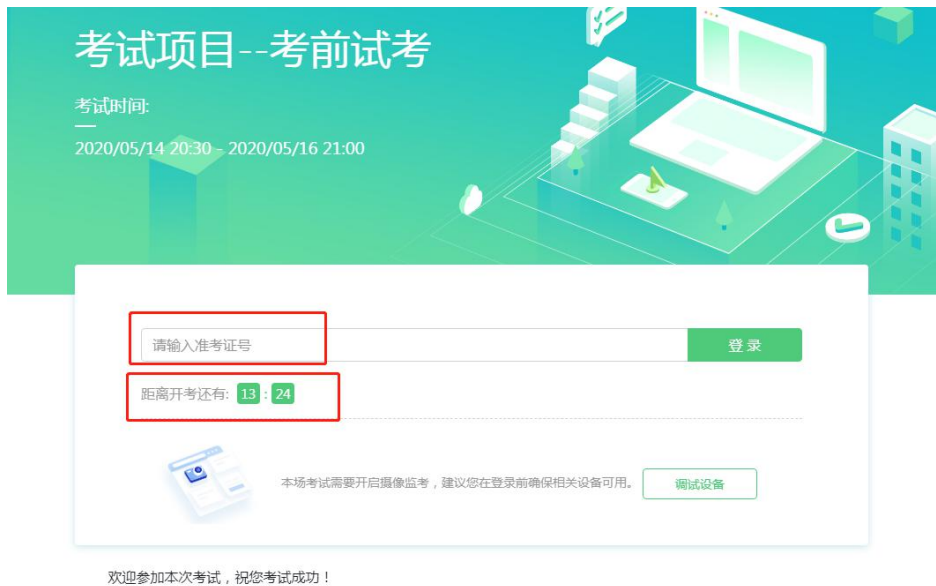 考试项目--考前试考
考试时间:
2020/05/14 20:30 - 2020/05/16 21:00
请输入准考证号
登 录
距离开考还有: 13 : 24
本场考试需要开启摄像监考，建议您在登录前确保相关设备可用。
调试设备
欢迎参加本次考试，祝您考试成功！